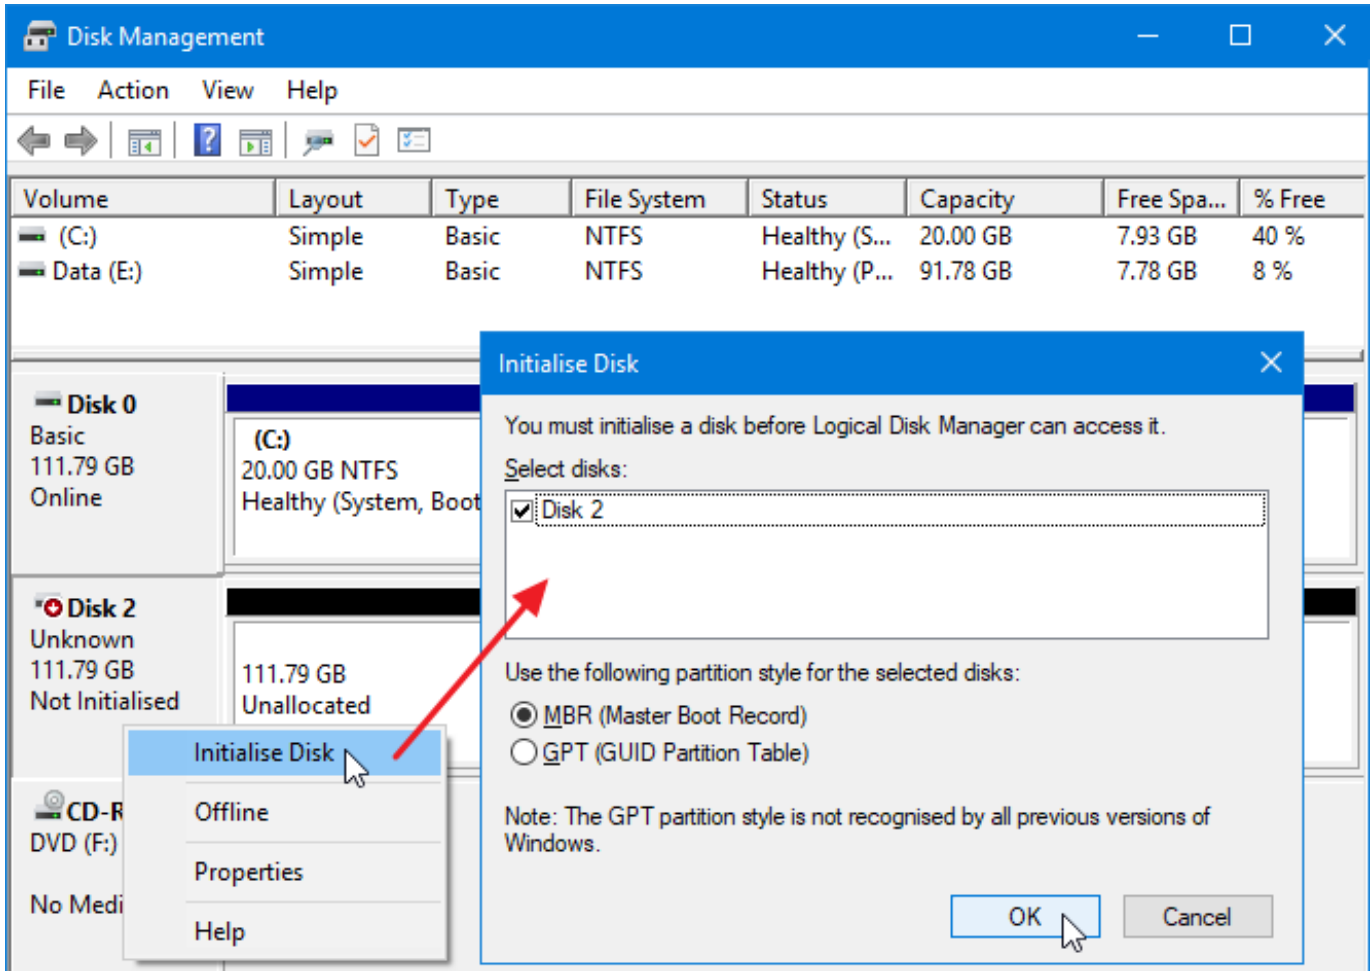 Disk Management
File Action View Help
Volume Layout Type File System Status Capacity Free Spa... % Free
(C:) Simple Basic NTFS Healthy (S... 20.00 GB 7.93 GB 40 %
Data (E:) Simple Basic NTFS Healthy (P... 91.78 GB 7.78 GB 8 %
Disk 0
Basic
111.79 GB
Online
(C:)
20.00 GB NTFS
Healthy (System, Boot
Disk 2
Unknown
111.79 GB
Not Initialised
111.79 GB
Unallocated
Initialise Disk
Offline
Properties
Help
CD-R
DVD (F:)
No Medi
Initialise Disk
You must initialise a disk before Logical Disk Manager can access it.
Select disks:
Disk 2
Use the following partition style for the selected disks:
MBR (Master Boot Record)
GPT (GUID Partition Table)
Note: The GPT partition style is not recognised by all previous versions of
Windows.
OK Cancel